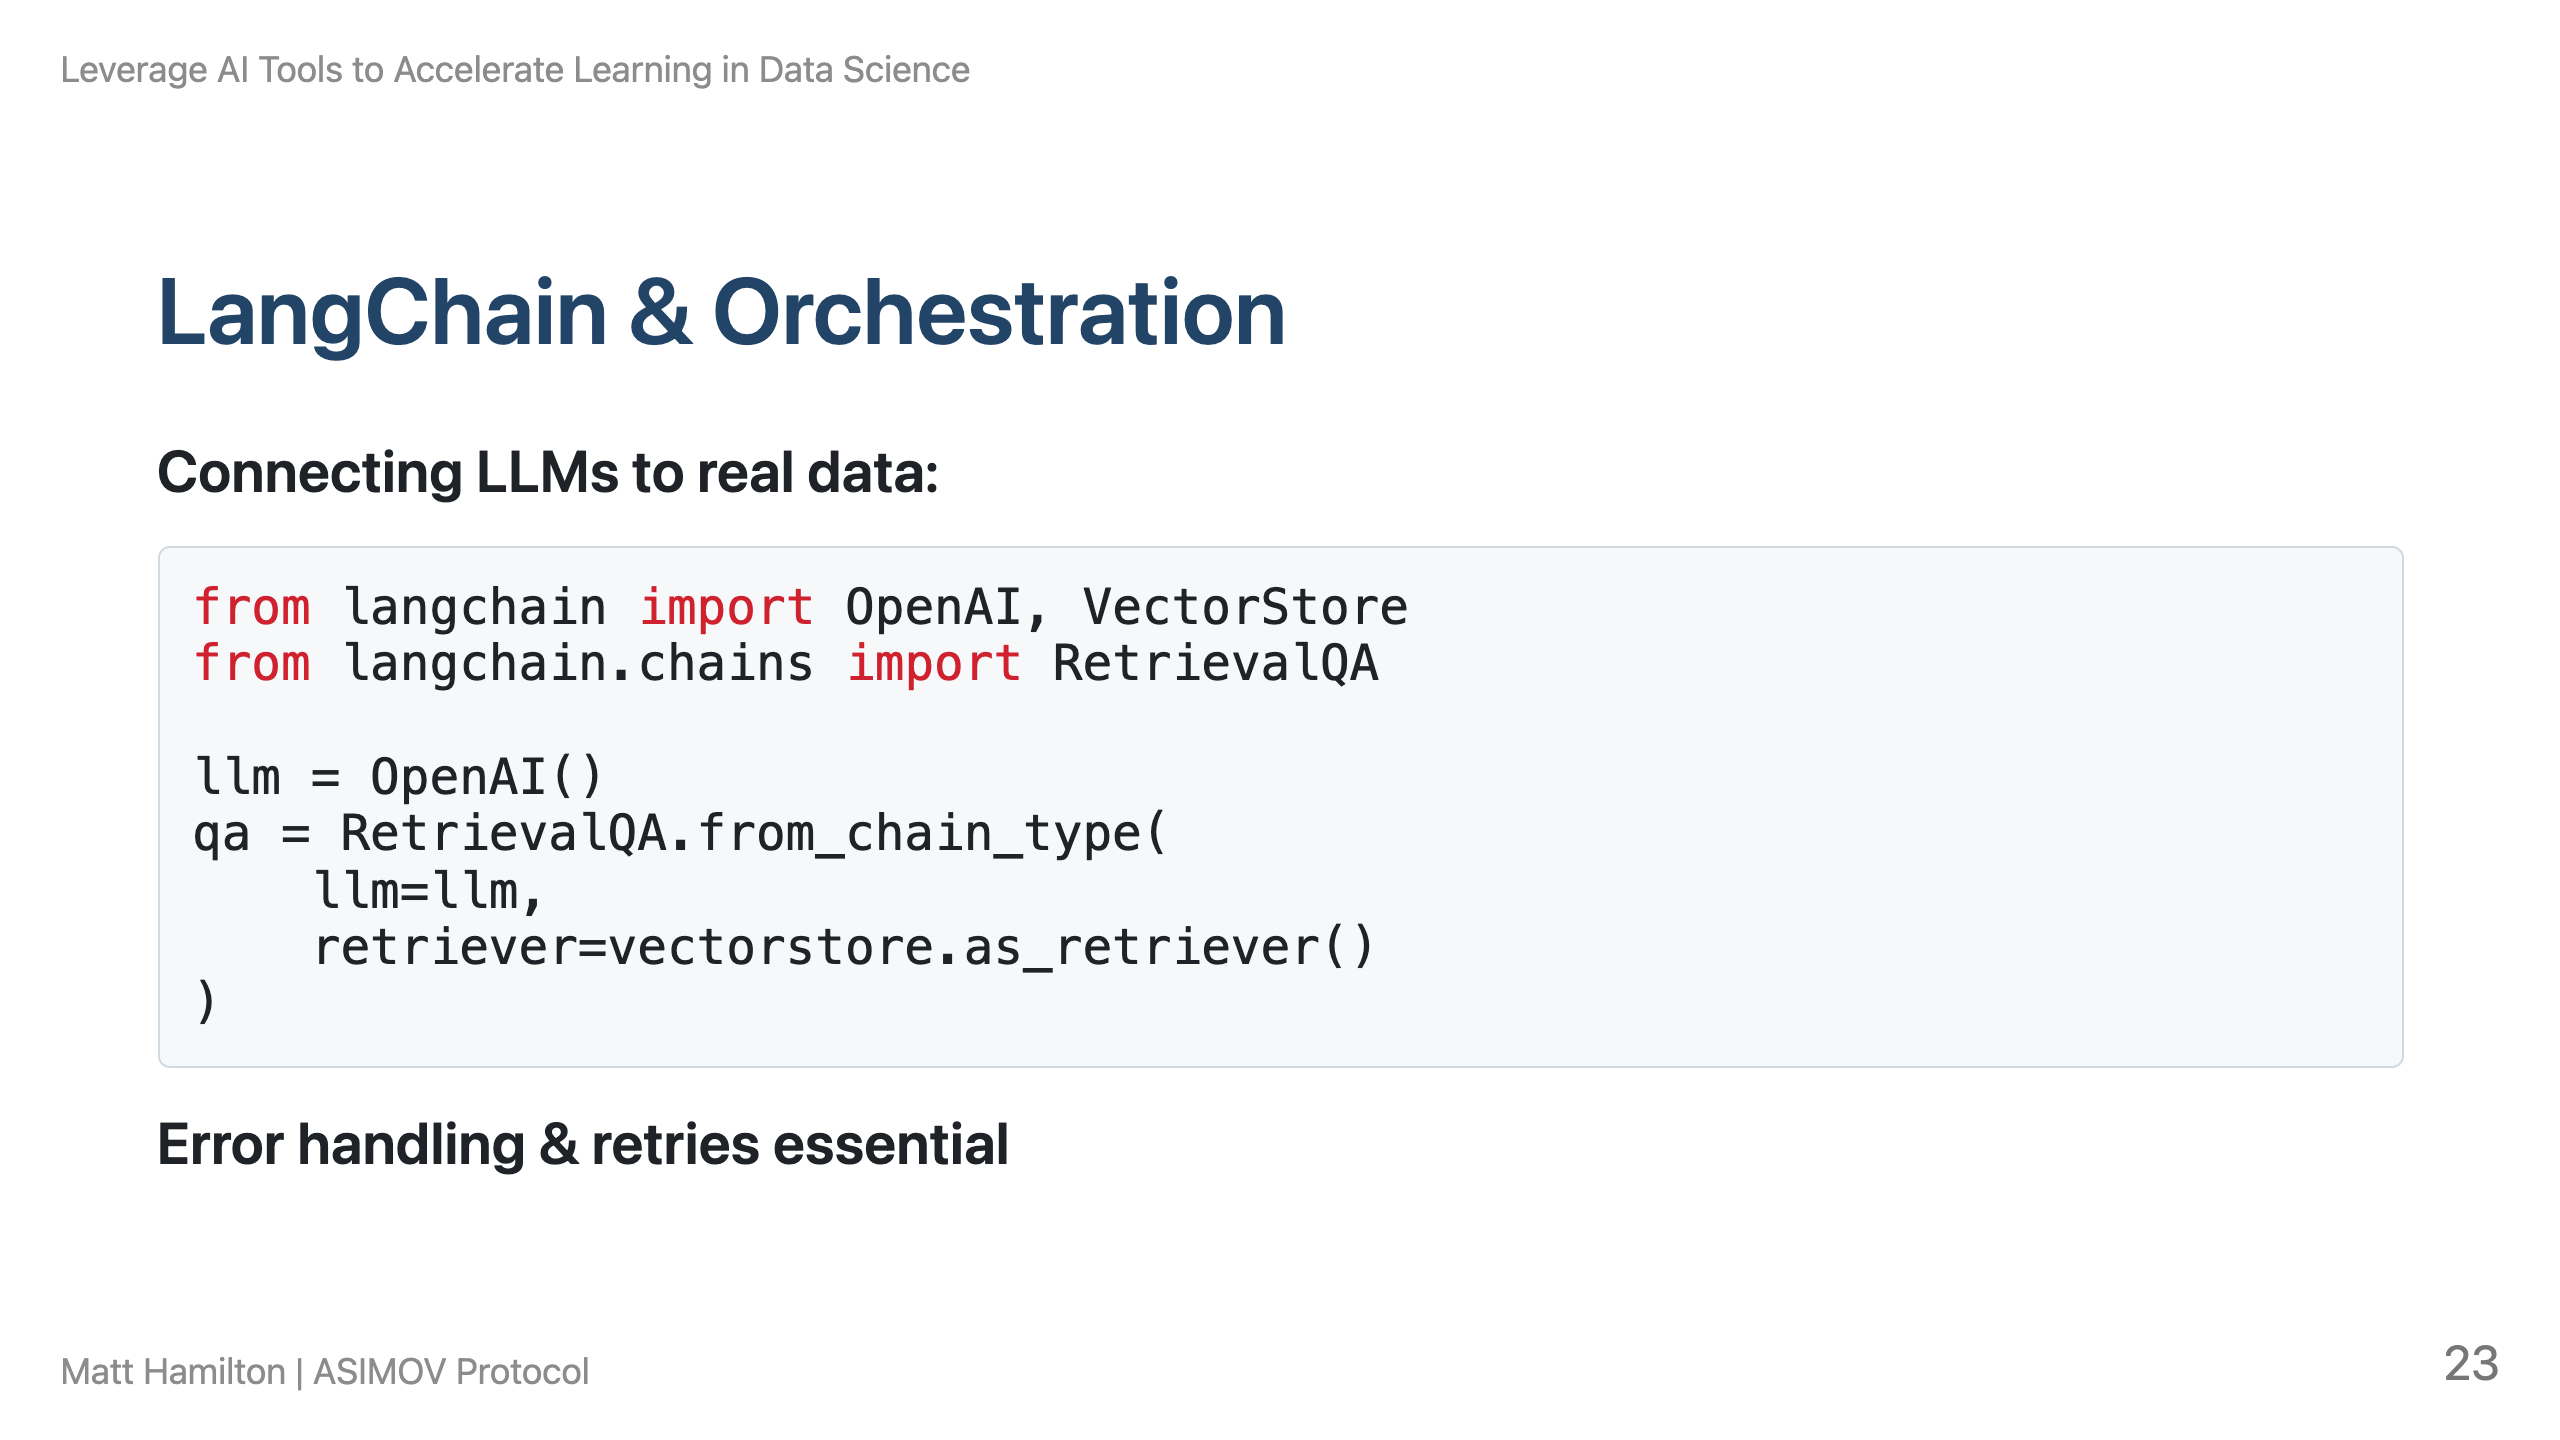 Leverage AI Tools to Accelerate Learning in Data Science
LangChain & Orchestration
Connecting LLMs to real data:
from langchain import OpenAI, VectorStore
from langchain.chains import RetrievalQA

llm = OpenAI()
qa = RetrievalQA.from_chain_type(
    llm=llm,
    retriever=vectorstore.as_retriever()
)
Error handling & retries essential
Matt Hamilton | ASIMOV Protocol
23